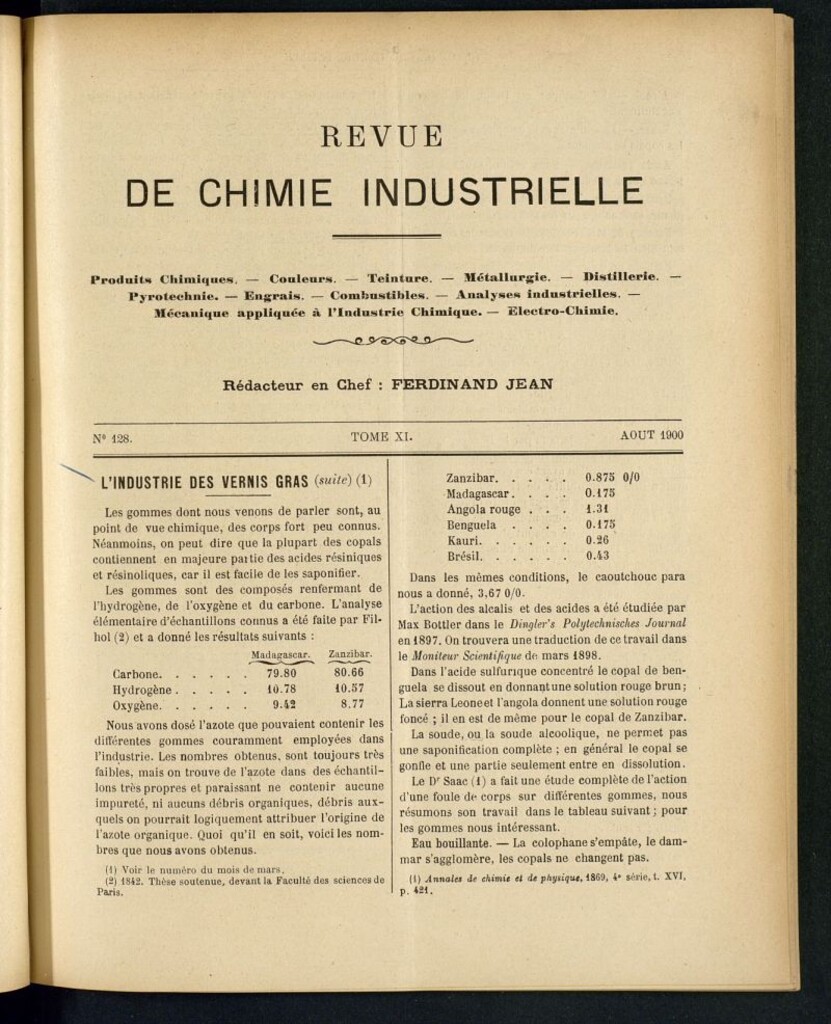 REVUE
DE CHIMIE INDUSTRIELLE
Produits Chimiques. — Couleurs. — Teinture. — Métallurgie. — Distillerie. —
Pyrotechnie. — Engrais. — Combustibles. — Analyses industrielles. —
Mécanique appliquée à l'Industrie Chimique. — Electro-Chimie.
Rédacteur en Chef : FERDINAND JEAN
Nº 128. TOME XI. AOUT 1900
L'INDUSTRIE DES VERNIS GRAS (suite) (1)
Les gommes dont nous venons de parler sont, au
point de vue chimique, des corps fort peu connus.
Néanmoins, on peut dire que la plupart des copals
contiennent en majeure partie des acides résiniques
et résinoliques, car il est facile de les saponifier.
Les gommes sont des composés renfermant de
l'hydrogène, de l'oxygène et du carbone. L'analyse
élémentaire d'échantillons connus a été faite par Fil-
hol (2) et a donné les résultats suivants :
Madagascar. Zanzibar.
Carbone. . . . . . 79.80 80.66
Hydrogène . . . . . 10.78 10.57
Oxygène. . . . . . 9.42 8.77
Nous avons dosé l'azote que pouvaient contenir les
différentes gommes couramment employées dans
l'industrie. Les nombres obtenus, sont toujours très
faibles, mais on trouve de l'azote dans des échantil-
lons très propres et paraissant ne contenir aucune
impureté, ni aucuns débris organiques, débris aux-
quels on pourrait logiquement attribuer l'origine de
l'azote organique. Quoi qu'il en soit, voici les nom-
bres que nous avons obtenus.
(1) Voir le numéro du mois de mars.
(2) 1842. Thèse soutenue, devant la Faculté des sciences de
Paris.
Zanzibar. . . . . 0.875 0/0
Madagascar . . . . 0.175
Angola rouge . . . 1.31
Benguela . . . . 0.175
Kauri. . . . . . 0.26
Brésil. . . . . . 0.43
Dans les mêmes conditions, le caoutchouc para
nous a donné, 3,67 0/0.
L'action des alcalis et des acides a été étudiée par
Max Bottler dans le Dingler's Polytechnisches Journal
en 1897. On trouvera une traduction de ce travail dans
le Moniteur Scientifique de mars 1898.
Dans l'acide sulfurique concentré le copal de ben-
guela se dissout en donnant une solution rouge brun ;
La sierra Leone et l'angola donnent une solution rouge
foncé ; il en est de même pour le copal de Zanzibar.
La soude, ou la soude alcoolique, ne permet pas
une saponification complète ; en général le copal se
gonfle et une partie seulement entre en dissolution.
Le Dr Saac (1) a fait une étude complète de l'action
d'une foule de corps sur différentes gommes, nous
résumons son travail dans le tableau suivant ; pour
les gommes nous intéressant.
Eau bouillante. — La colophane s'empâte, le dam-
mar s'agglomère, les copals ne changent pas.
(1) Annales de chimie et de physique, 1869, 4e série, t. XVI,
p. 421.